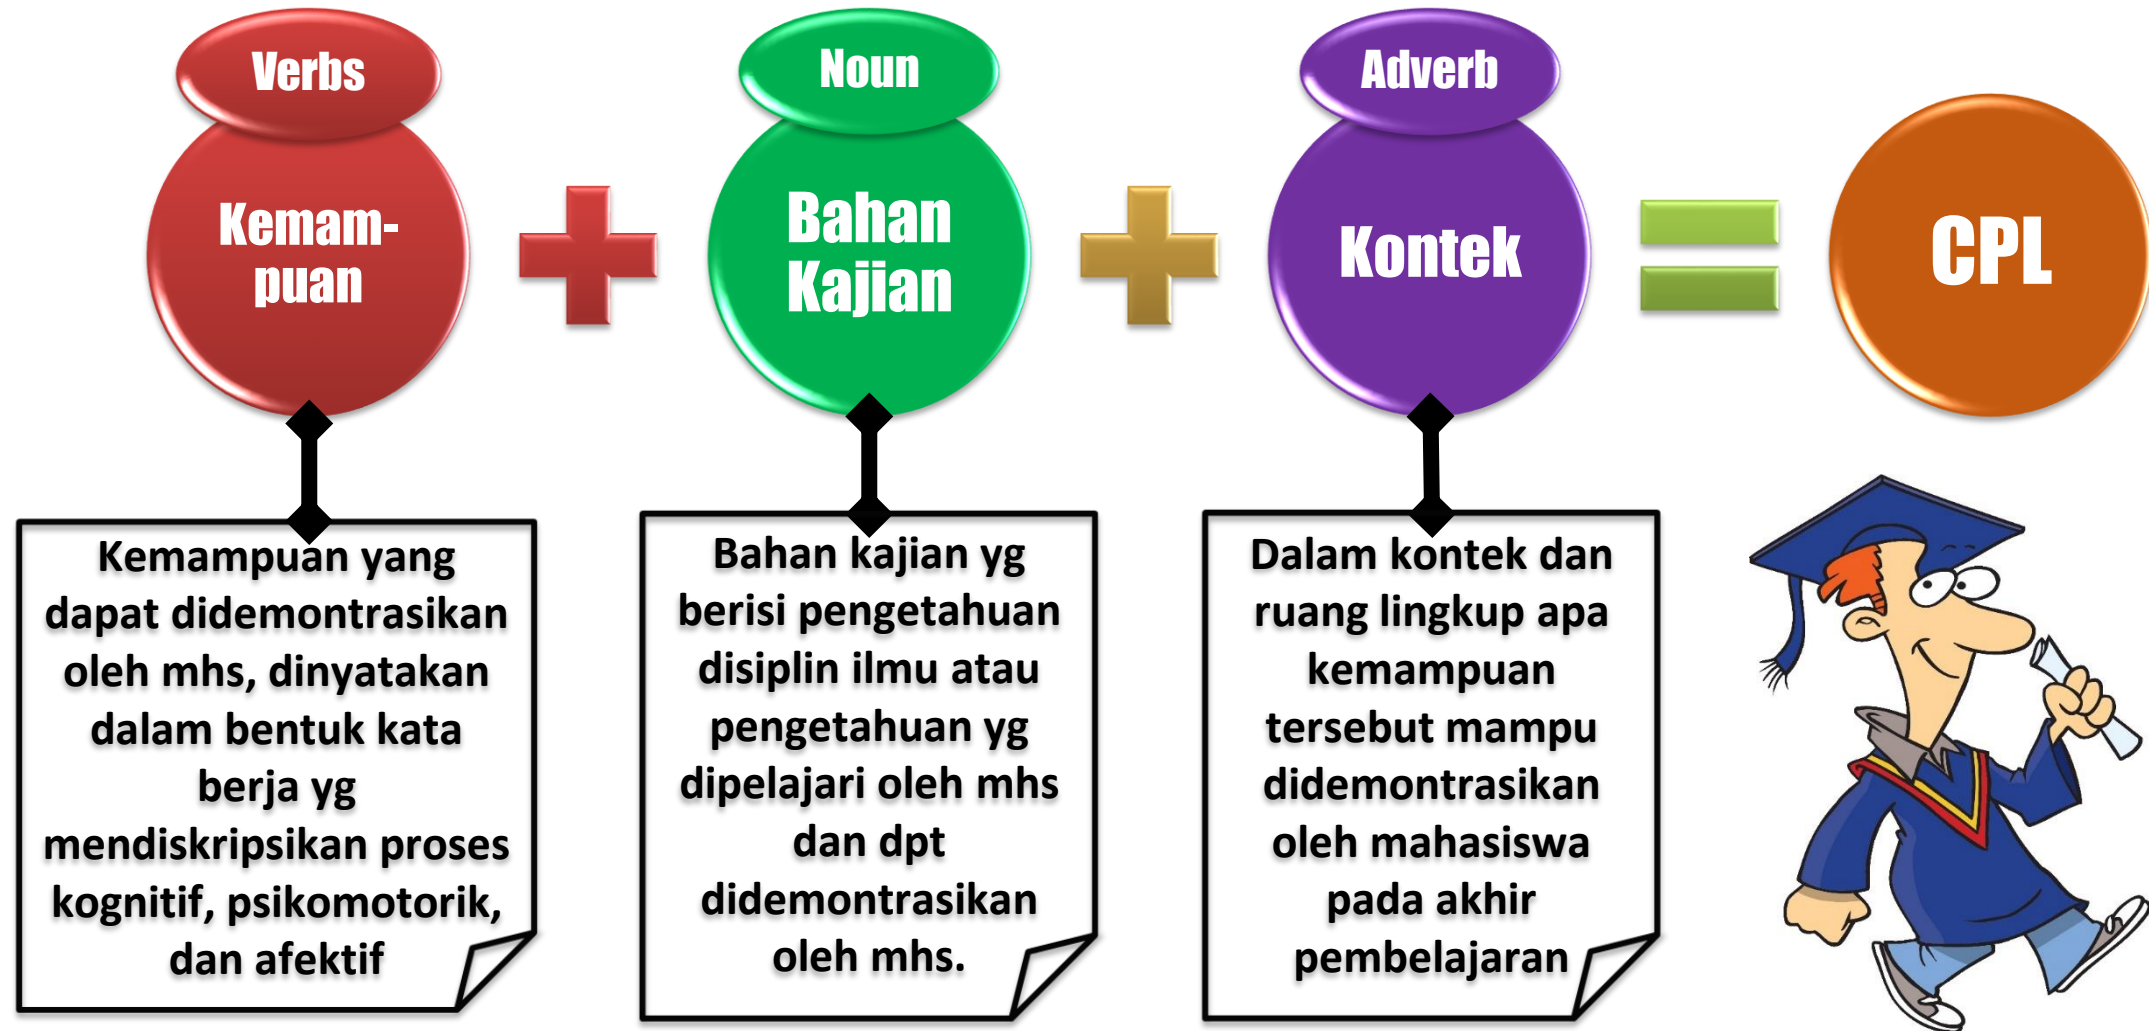 Verbs
Kemam-
puan
Noun
Bahan
Kajian
Adverb
Kontek
CPL
Kemampuan yang
dapat didemontrasikan
oleh mhs, dinyatakan
dalam bentuk kata
berja yg
mendiskripsikan proses
kognitif, psikomotorik,
dan afektif
Bahan kajian yg
berisi pengetahuan
disiplin ilmu atau
pengetahuan yg
dipelajari oleh mhs
dan dpt
didemontrasikan
oleh mhs.
Dalam kontek dan
ruang lingkup apa
kemampuan
tersebut mampu
didemontrasikan
oleh mahasiswa
pada akhir
pembelajaran